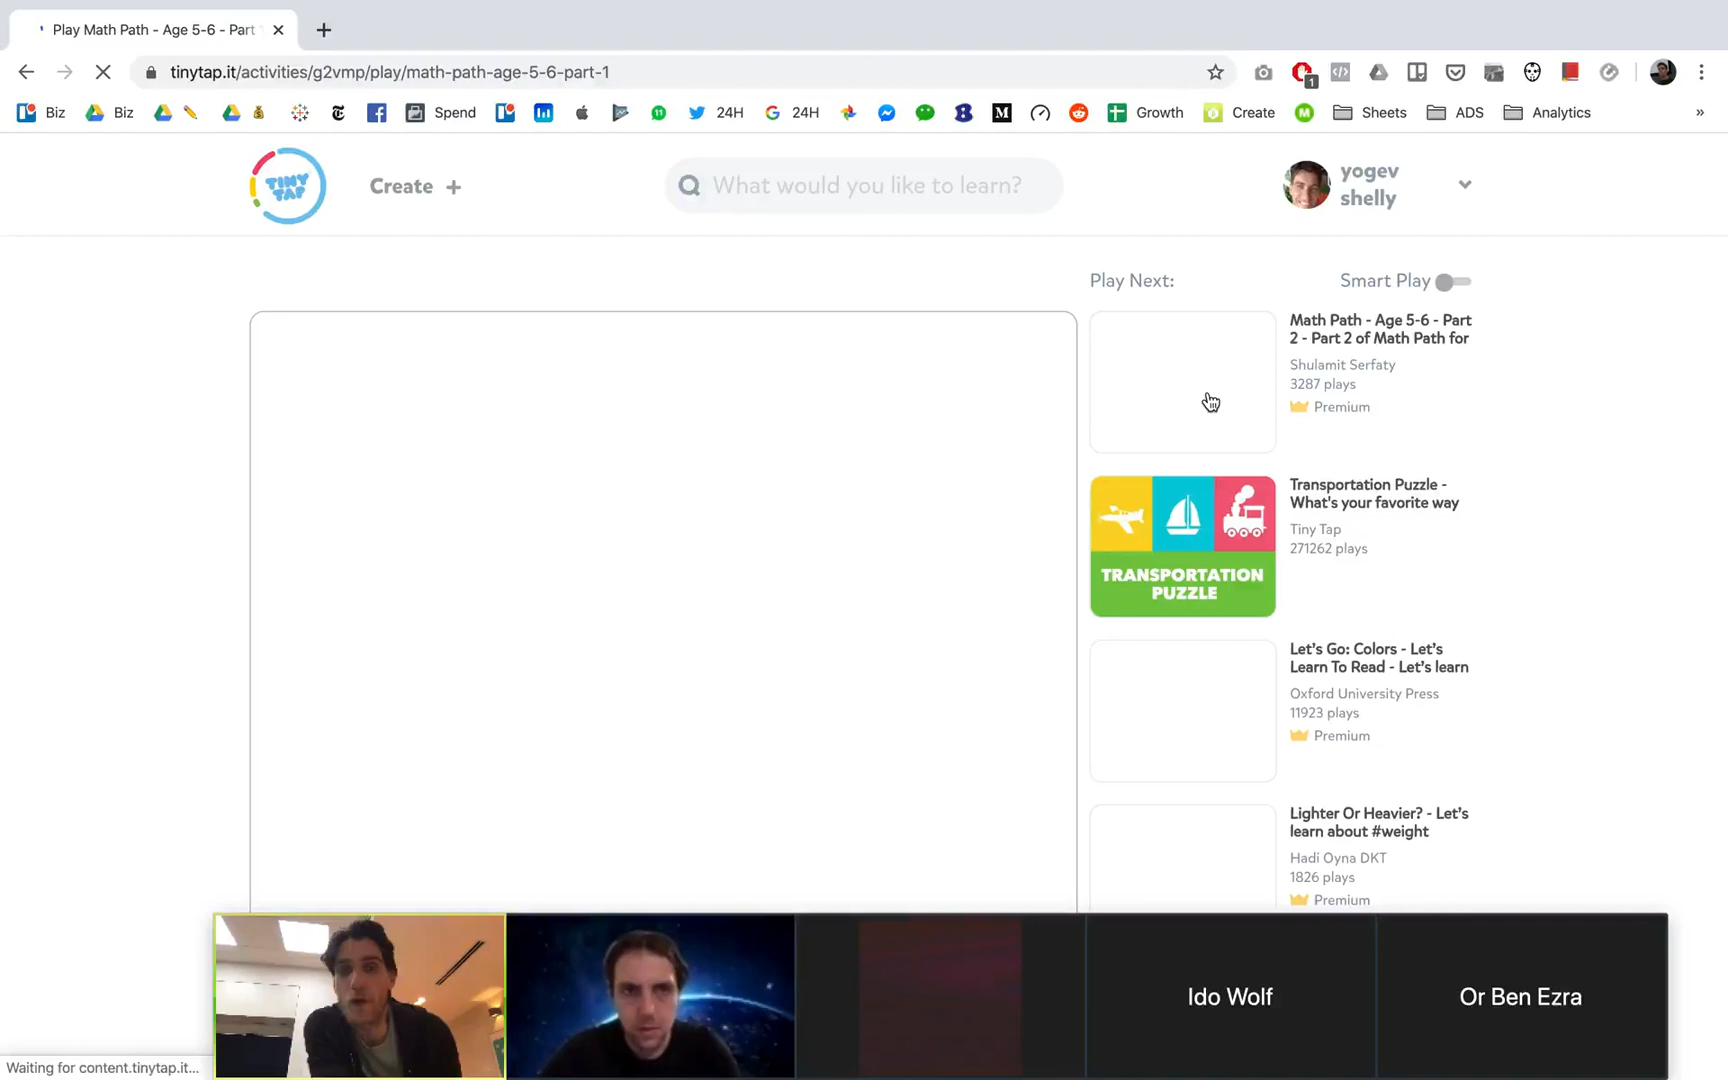 Play Math Path - Age 5-6 - Part
tinytap.it/activities/g2vmp/play/math-path-age-5-6-part-1
1
Biz
Biz
Spend
24H
24H
Growth
Create
Sheets
ADS
Analytics
»
TINY
TAP
Create +
What would you like to learn?
yogev
shelly
Play Next:
Smart Play
Math Path - Age 5-6 - Part
2 - Part 2 of Math Path for
Shulamit Serfaty
3287 plays
Premium
TRANSPORTATION
PUZZLE
Transportation Puzzle -
What's your favorite way
Tiny Tap
271262 plays
Let's Go: Colors - Let's
Learn To Read - Let's learn
Oxford University Press
11923 plays
Premium
Lighter Or Heavier? - Let's
learn about #weight
Hadi Oyna DKT
1826 plays
Premium
Ido Wolf
Or Ben Ezra
Waiting for content.tinytap.it...